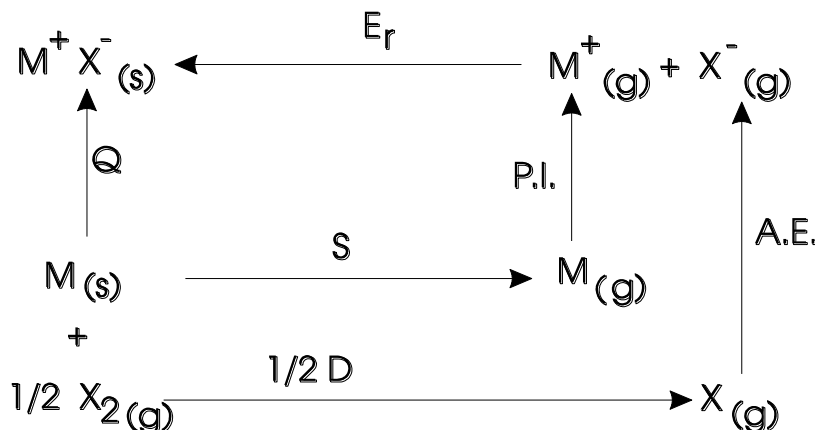 E_r
M⁺ X⁻ (s)
M⁺ (g) + X⁻ (g)
Q
P.I.
A.E.
S
M (s)
M (g)
+
1/2 D
1/2 X₂ (g)
X (g)